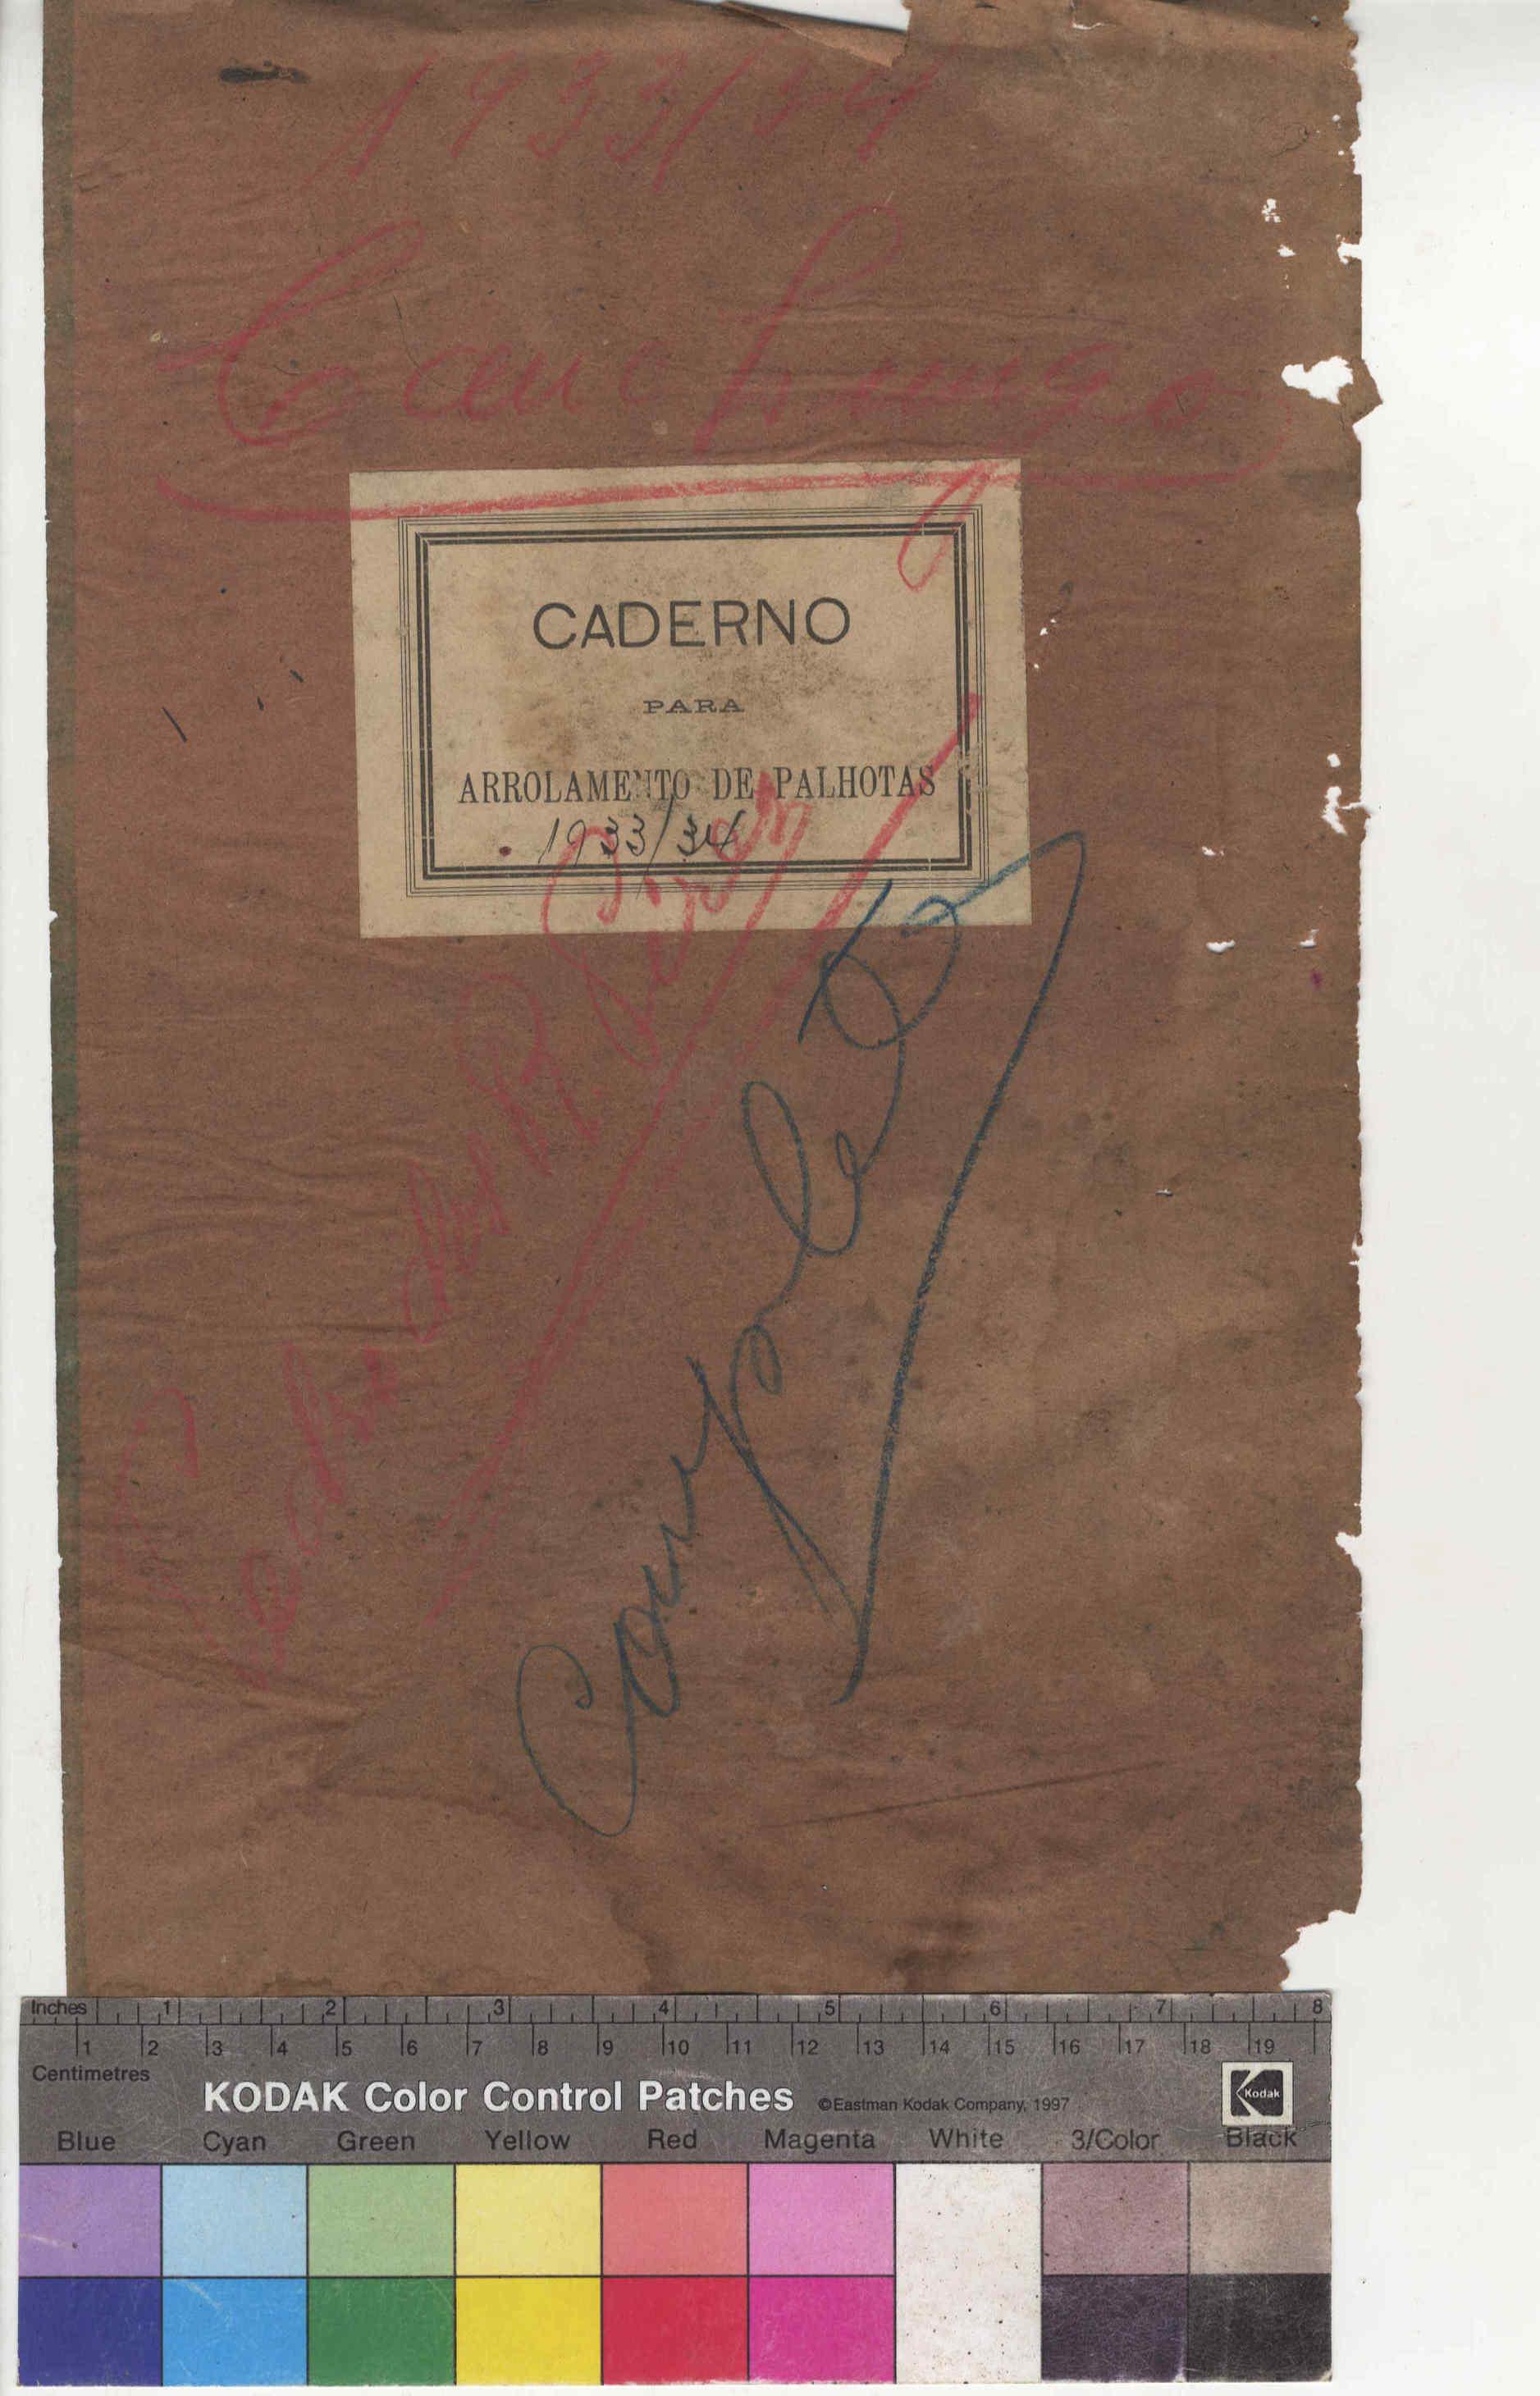 1933/34
CADERNO
PARA
ARROLAMENTO DE PALHOTAS
1933/34
Completo
Inches 1 2 3 4 5 6 7 8
1 2 3 4 5 6 7 8 9 10 11 12 13 14 15 16 17 18 19
Centimetres
KODAK Color Control Patches ©Eastman Kodak Company, 1997 Kodak
Blue Cyan Green Yellow Red Magenta White 3/Color Black